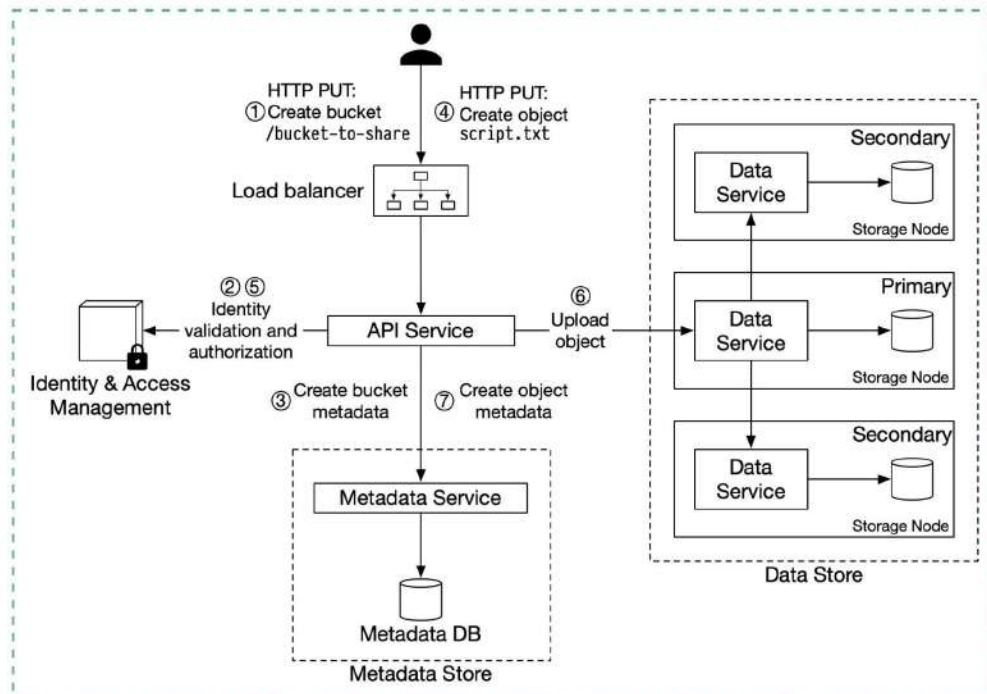 HTTP PUT:
① Create bucket
/bucket-to-share
HTTP PUT:
④ Create object
script.txt
Load balancer
② ⑤
Identity
validation and
authorization
API Service
⑥
Upload
object
Identity & Access
Management
③ Create bucket
metadata
⑦ Create object
metadata
Metadata Service
Metadata DB
Metadata Store
Secondary
Data
Service
Storage Node
Primary
Data
Service
Storage Node
Secondary
Data
Service
Storage Node
Data Store